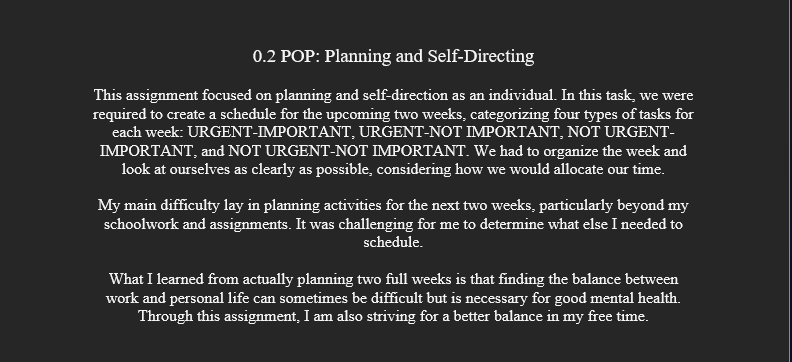 0.2 POP: Planning and Self-Directing
This assignment focused on planning and self-direction as an individual. In this task, we were
required to create a schedule for the upcoming two weeks, categorizing four types of tasks for
each week: URGENT-IMPORTANT, URGENT-NOT IMPORTANT, NOT URGENT-
IMPORTANT, and NOT URGENT-NOT IMPORTANT. We had to organize the week and
look at ourselves as clearly as possible, considering how we would allocate our time.
My main difficulty lay in planning activities for the next two weeks, particularly beyond my
schoolwork and assignments. It was challenging for me to determine what else I needed to
schedule.
What I learned from actually planning two full weeks is that finding the balance between
work and personal life can sometimes be difficult but is necessary for good mental health.
Through this assignment, I am also striving for a better balance in my free time.